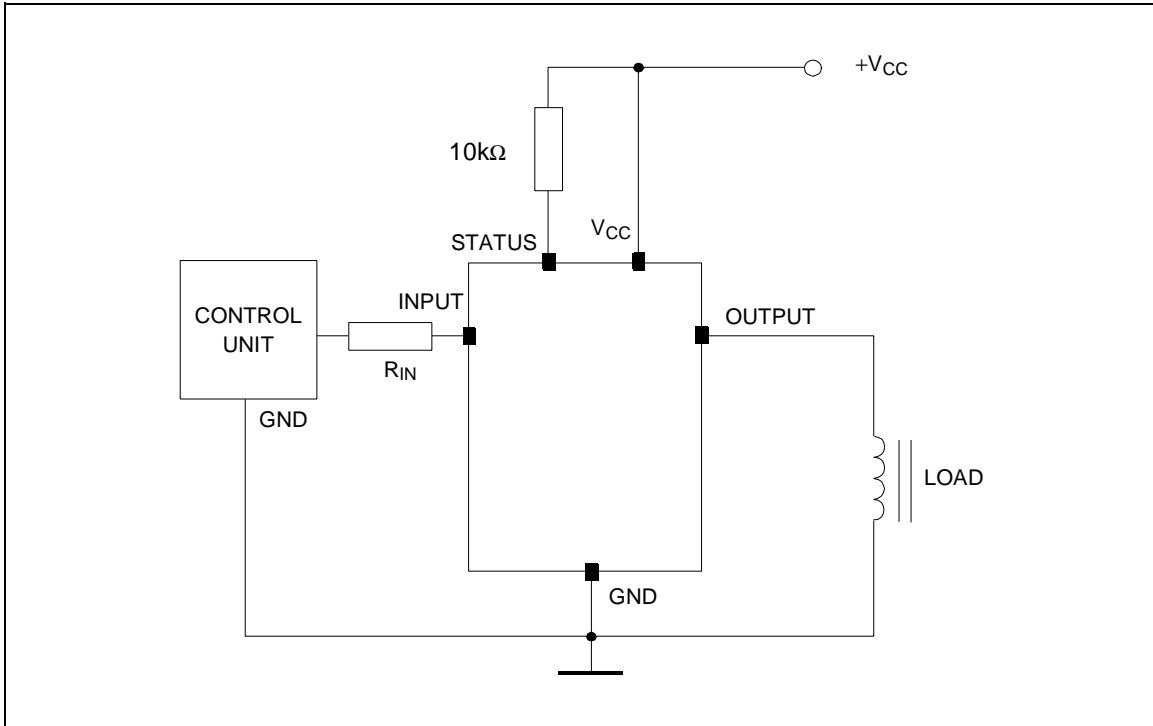 +VCC
10kΩ
VCC
STATUS
INPUT
CONTROL
UNIT
OUTPUT
RIN
GND
LOAD
GND